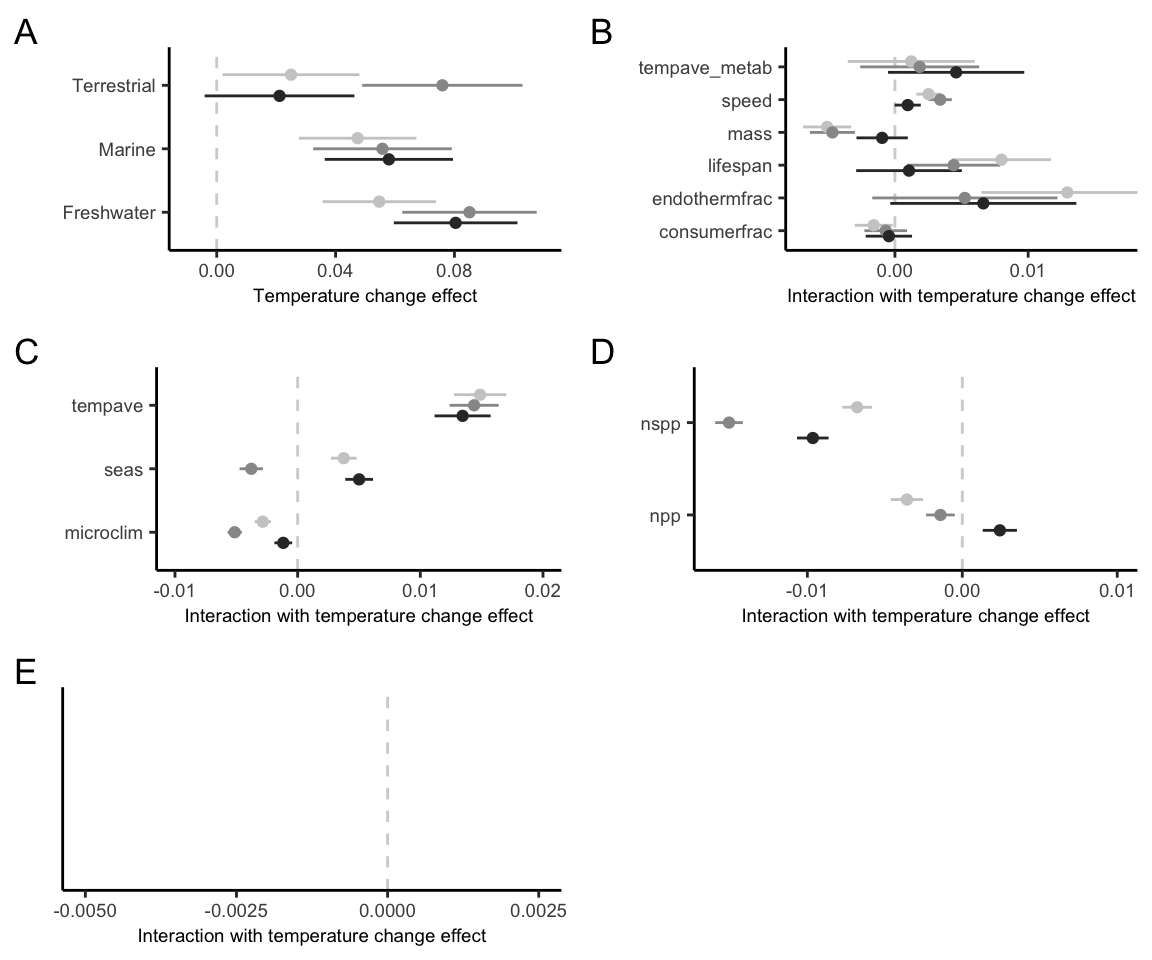 A
Terrestrial
Marine
Freshwater
0.00 0.04 0.08
Temperature change effect
B
tempave_metab
speed
mass
lifespan
endothermfrac
consumerfrac
0.00 0.01
Interaction with temperature change effect
C
tempave
seas
microclim
-0.01 0.00 0.01 0.02
Interaction with temperature change effect
D
nspp
npp
-0.01 0.00 0.01
Interaction with temperature change effect
E
-0.0050 -0.0025 0.0000 0.0025
Interaction with temperature change effect